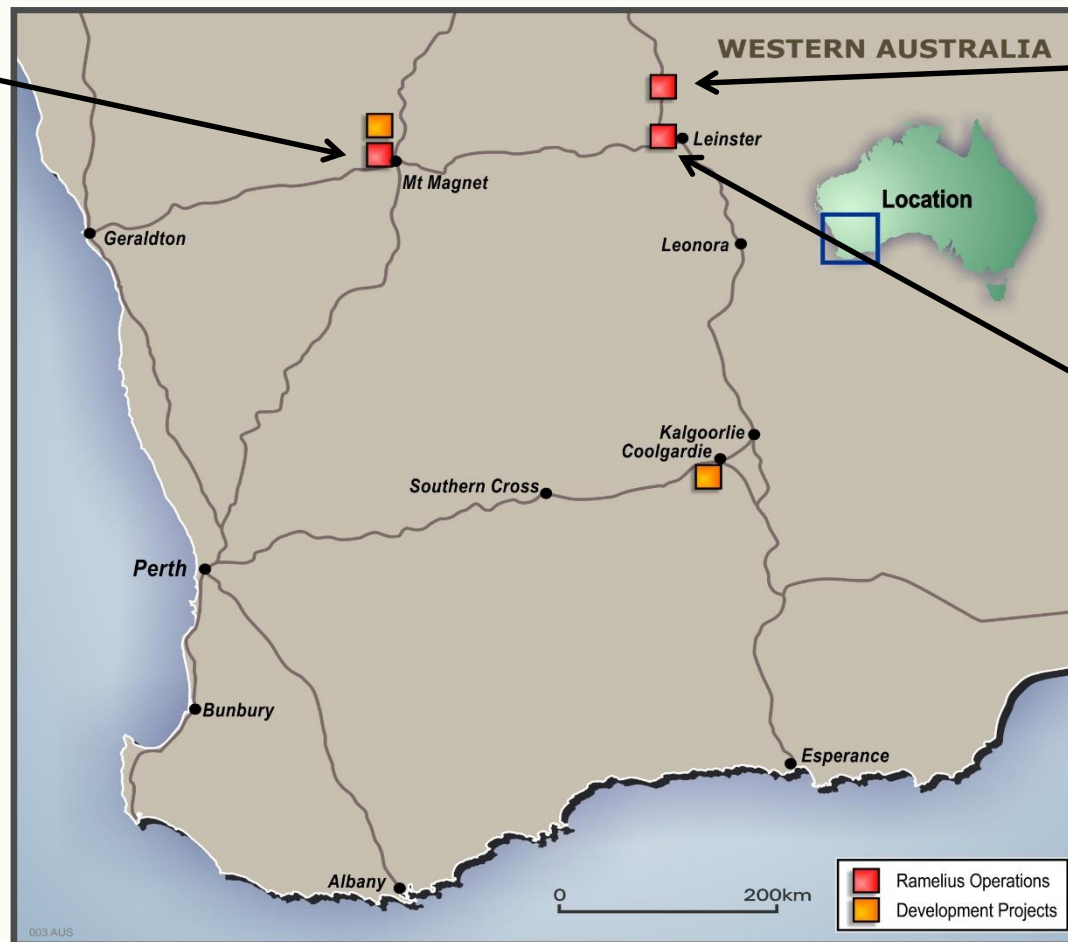 WESTERN AUSTRALIA
Leinster
Mt Magnet
Location
Geraldton
Leonora
Kalgoorlie
Coolgardie
Southern Cross
Perth
Bunbury
Esperance
Albany
0 200km
Ramelius Operations
Development Projects
003 AUS